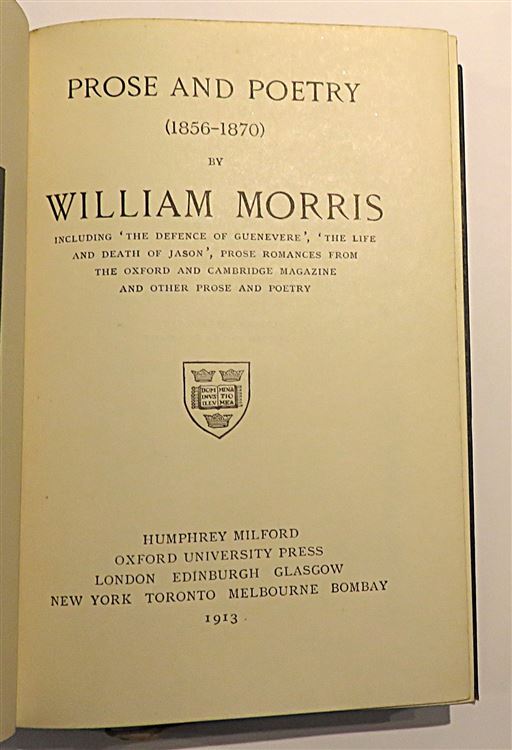 PROSE AND POETRY
(1856-1870)
BY
WILLIAM MORRIS
INCLUDING 'THE DEFENCE OF GUENEVERE', 'THE LIFE
AND DEATH OF JASON', PROSE ROMANCES FROM
THE OXFORD AND CAMBRIDGE MAGAZINE
AND OTHER PROSE AND POETRY
DOMI MINA
NVS TIO
ILLV MEA
HUMPHREY MILFORD
OXFORD UNIVERSITY PRESS
LONDON EDINBURGH GLASGOW
NEW YORK TORONTO MELBOURNE BOMBAY
1913